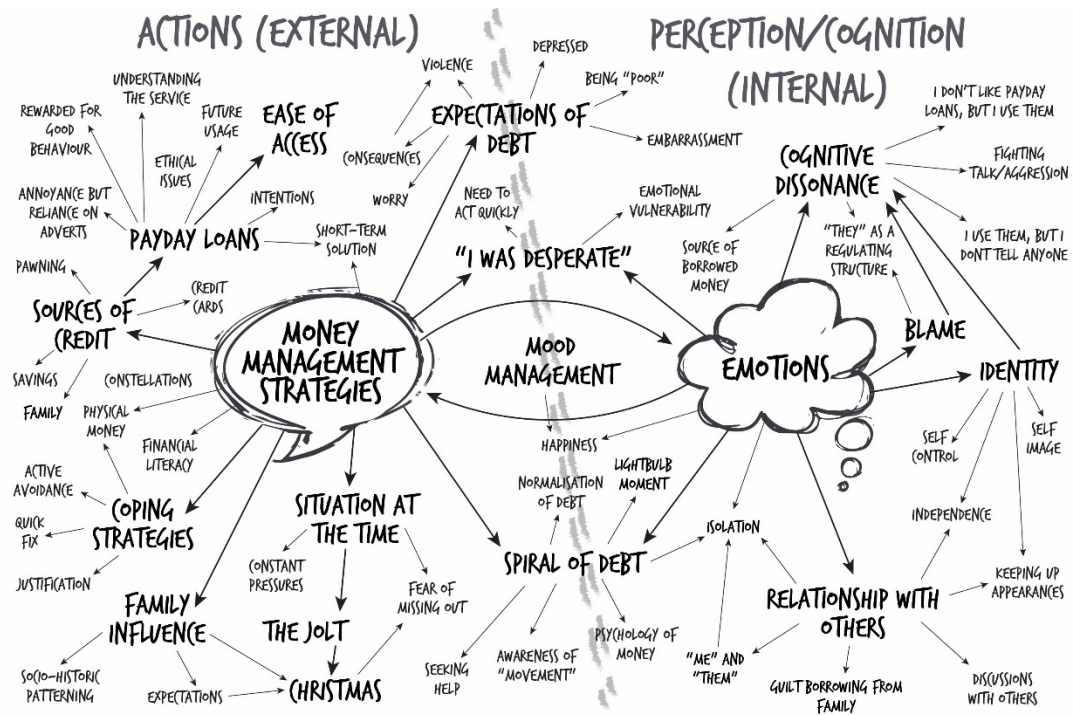 ACTIONS (EXTERNAL)
PERCEPTION/COGNITION
(INTERNAL)
UNDERSTANDING
THE SERVICE
REWARDED FOR
GOOD
BEHAVIOUR
FUTURE
USAGE
ETHICAL
ISSUES
EASE OF
ACCESS
ANNOYANCE BUT
RELIANCE ON
ADVERTS
INTENTIONS
PAYDAY LOANS
SHORT-TERM
SOLUTION
PAWNING
CREDIT
CARDS
SOURCES OF
CREDIT
SAVINGS
FAMILY
VIOLENCE
DEPRESSED
BEING "POOR"
EXPECTATIONS OF
DEBT
EMBARRASSMENT
CONSEQUENCES
WORRY
NEED TO
ACT QUICKLY
EMOTIONAL
VULNERABILITY
"I WAS DESPERATE"
I DON'T LIKE PAYDAY
LOANS, BUT I USE THEM
COGNITIVE
DISSONANCE
FIGHTING
TALK/AGGRESSION
SOURCE OF
BORROWED
MONEY
"THEY" AS A
REGULATING
STRUCTURE
I USE THEM, BUT I
DONT TELL ANYONE
MONEY
MANAGEMENT
STRATEGIES
MOOD
MANAGEMENT
EMOTIONS
BLAME
IDENTITY
CONSTELLATIONS
PHYSICAL
MONEY
FINANCIAL
LITERACY
HAPPINESS
SELF
CONTROL
SELF
IMAGE
ACTIVE
AVOIDANCE
QUICK
FIX
COPING
STRATEGIES
JUSTIFICATION
SITUATION AT
THE TIME
CONSTANT
PRESSURES
FEAR OF
MISSING OUT
NORMALISATION
OF DEBT
LIGHTBULB
MOMENT
ISOLATION
INDEPENDENCE
SPIRAL OF DEBT
KEEPING UP
APPEARANCES
FAMILY
INFLUENCE
THE JOLT
RELATIONSHIP WITH
OTHERS
SOCIO-HISTORIC
PATTERNING
EXPECTATIONS
CHRISTMAS
SEEKING
HELP
AWARENESS OF
"MOVEMENT"
PSYCHOLOGY OF
MONEY
"ME" AND
"THEM"
GUILT BORROWING FROM
FAMILY
DISCUSSIONS
WITH OTHERS